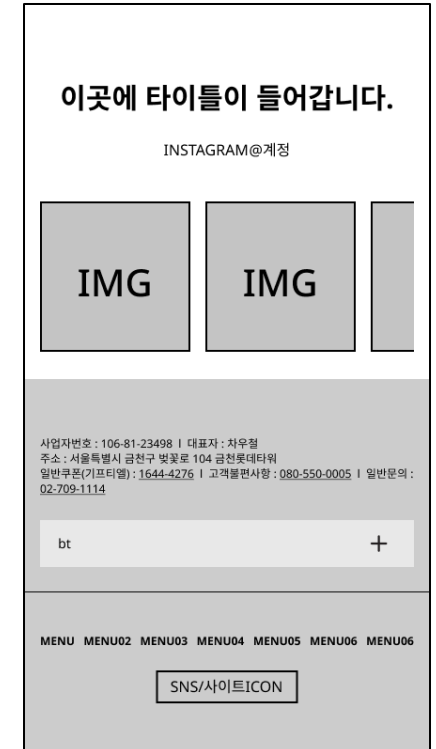 이곳에 타이틀이 들어갑니다.
INSTAGRAM@계정
IMG IMG
사업자번호 : 106-81-23498 ㅣ 대표자 : 차우철
주소 : 서울특별시 금천구 벚꽃로 104 금천롯데타워
일반쿠폰(기프티엘) : 1644-4276 ㅣ 고객불편사항 : 080-550-0005 ㅣ 일반문의 :
02-709-1114
bt +
MENU MENU02 MENU03 MENU04 MENU05 MENU06 MENU06
SNS/사이트ICON